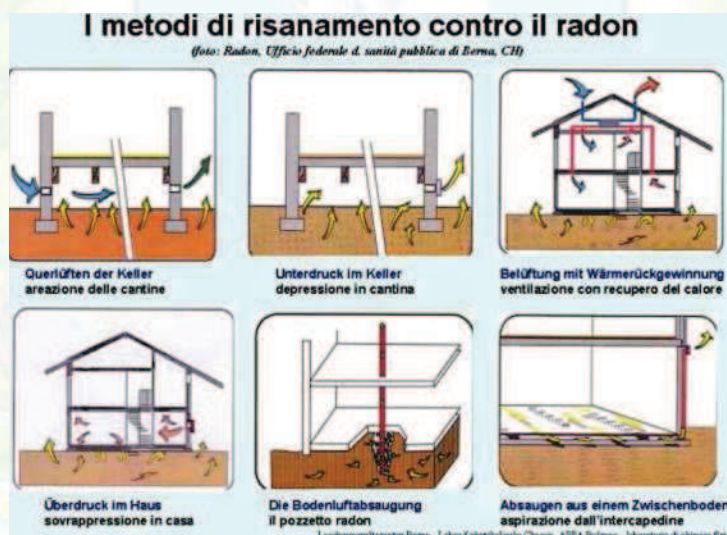 I metodi di risanamento contro il radon
(foto: Radon, Ufficio federale d. sanità pubblica di Berna, CH)
Querlüften der Keller
areazione delle cantine
Unterdruck im Keller
depressione in cantina
Belüftung mit Wärmerückgewinnung
ventilazione con recupero del calore
Überdruck im Haus
sovrappressione in casa
Die Bodenluftabsaugung
il pozzetto radon
Absaugen aus einem Zwischenboden
aspirazione dall'intercapedine